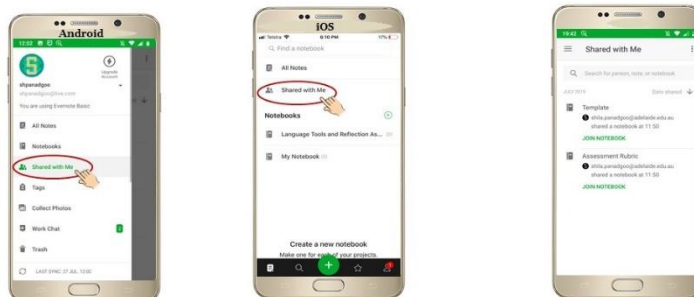 Android
12:02
S
Upgrade
Account
shpanadgoo
shpanadgoo@live.com
You are using Evernote Basic
All Notes
Notebooks
Shared with Me
Tags
Collect Photos
Work Chat
Trash
LAST SYNC: 27 JUL, 12:00
iOS
Telstra
6:10 PM
17%
Find a notebook
All Notes
Shared with Me
Notebooks
Language Tools and Reflection As...
My Notebook
Create a new notebook
Make one for each of your projects.
19:42
Shared with Me
Search for person, note, or notebook
JULY 2019
Date shared
Template
shila.panadgoo@adelaide.edu.au
shared a notebook at 11:50
JOIN NOTEBOOK
Assessment Rubric
shila.panadgoo@adelaide.edu.au
shared a notebook at 11:50
JOIN NOTEBOOK